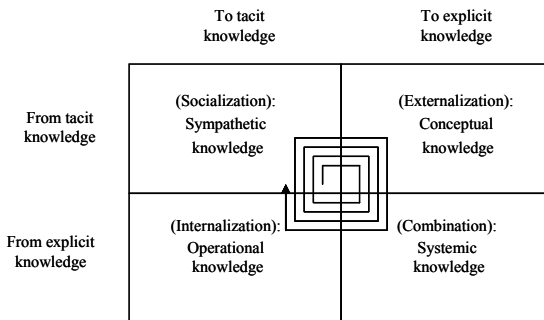 To tacit
knowledge
To explicit
knowledge
From tacit
knowledge
(Socialization):
Sympathetic
knowledge
(Externalization):
Conceptual
knowledge
From explicit
knowledge
(Internalization):
Operational
knowledge
(Combination):
Systemic
knowledge